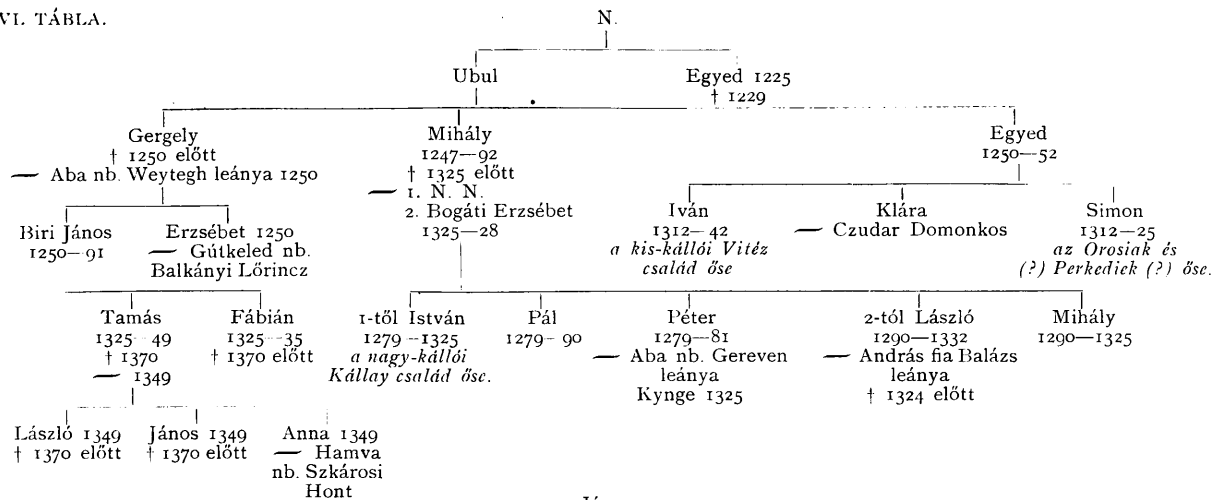 VI. TÁBLA.
N.
Ubul
Egyed 1225
† 1229
Gergely
† 1250 előtt
— Aba nb. Weytegh leánya 1250
Mihály
1247—92
† 1325 előtt
— 1. N. N.
2. Bogáti Erzsébet
1325—28
Egyed
1250—52
Biri János
1250—91
Erzsébet 1250
— Gútkeled nb.
Balkányi Lőrincz
Iván
1312—42
a kis-kállói Vitéz
család őse
Klára
— Czudar Domonkos
Simon
1312—25
az Orosiak és
(?) Perkediek (?) őse.
Tamás
1325—49
† 1370
— 1349
Fábián
1325—35
† 1370 előtt
1-től István
1279—1325
a nagy-kállói
Kállay család őse.
Pál
1279—90
Péter
1279—81
— Aba nb. Gereven
leánya
Kynge 1325
2-tól László
1290—1332
— András fia Balázs
leánya
† 1324 előtt
Mihály
1290—1325
László 1349
† 1370 előtt
János 1349
† 1370 előtt
Anna 1349
— Hamva
nb. Szkárosi
Hont